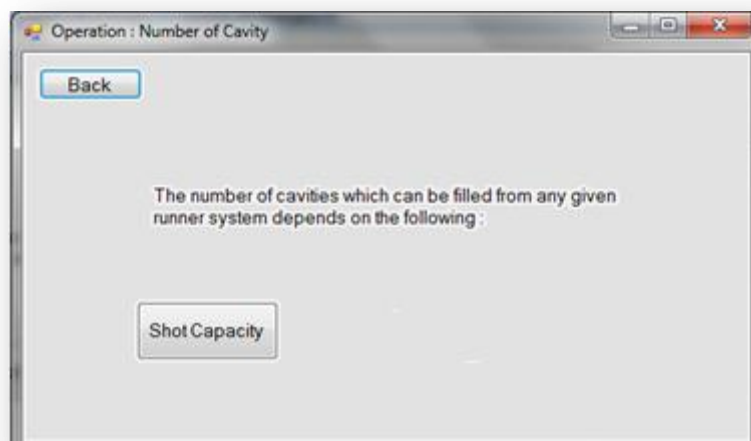 Operation : Number of Cavity
Back
The number of cavities which can be filled from any given
runner system depends on the following :
Shot Capacity